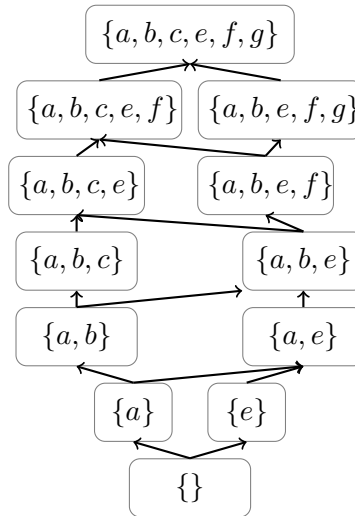 {a, b, c, e, f, g}
{a, b, c, e, f} {a, b, e, f, g}
{a, b, c, e} {a, b, e, f}
{a, b, c} {a, b, e}
{a, b} {a, e}
{a} {e}
{}